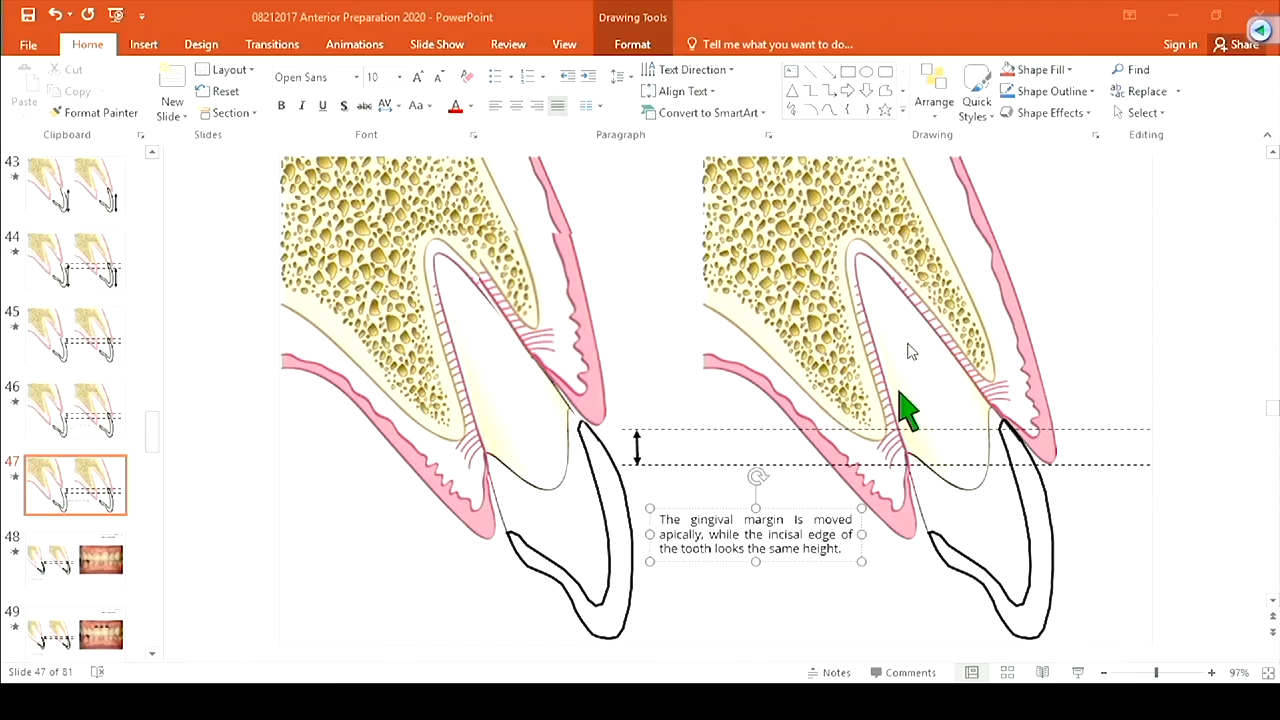 08212017 Anterior Preparation 2020 - PowerPoint
Drawing Tools
File Home Insert Design Transitions Animations Slide Show Review View Format Tell me what you want to do... Sign in Share
Paste
Cut
Copy
Format Painter
Clipboard
New
Slide
Layout
Reset
Section
Slides
Open Sans 10
B I U S abc AV Aa A
Font
Text Direction
Align Text
Convert to SmartArt
Paragraph
Arrange
Quick
Styles
Shape Fill
Shape Outline
Shape Effects
Drawing
Find
Replace
Select
Editing
43
44
45
46
47
48
49
The gingival margin is moved
apically, while the incisal edge of
the tooth looks the same height.
Slide 47 of 81
Notes Comments
97%